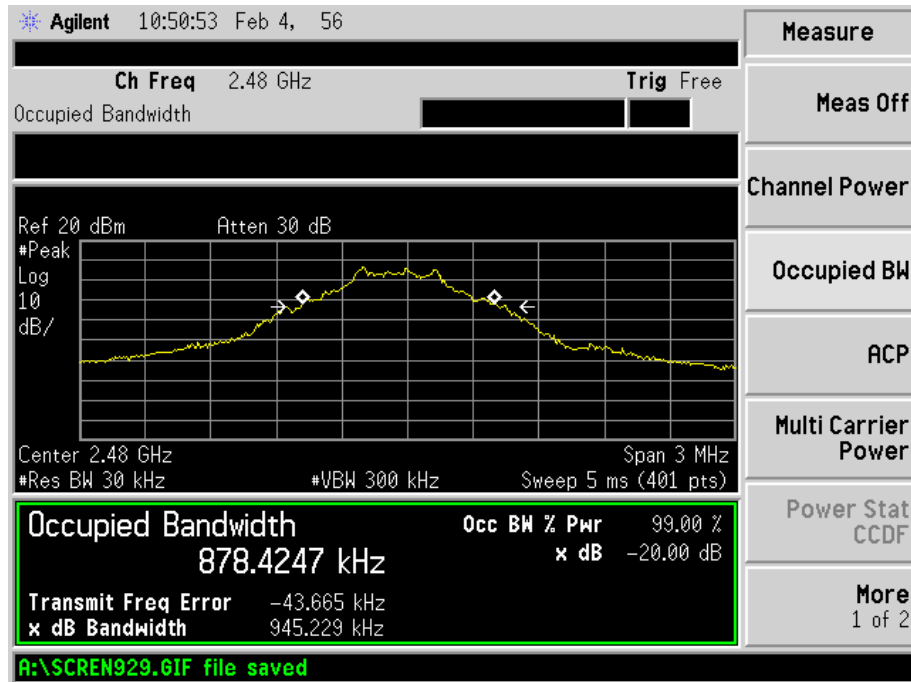 Agilent 10:50:53 Feb 4, 56
Ch Freq 2.48 GHz Trig Free
Occupied Bandwidth
Ref 20 dBm Atten 30 dB
#Peak
Log
10
dB/
Center 2.48 GHz Span 3 MHz
#Res BW 30 kHz #VBW 300 kHz Sweep 5 ms (401 pts)
Occupied Bandwidth
878.4247 kHz
Occ BW % Pwr 99.00 %
x dB -20.00 dB
Transmit Freq Error -43.665 kHz
x dB Bandwidth 945.229 kHz
A:\SCREN929.GIF file saved
Measure
Meas Off
Channel Power
Occupied BW
ACP
Multi Carrier
Power
Power Stat
CCDF
More
1 of 2